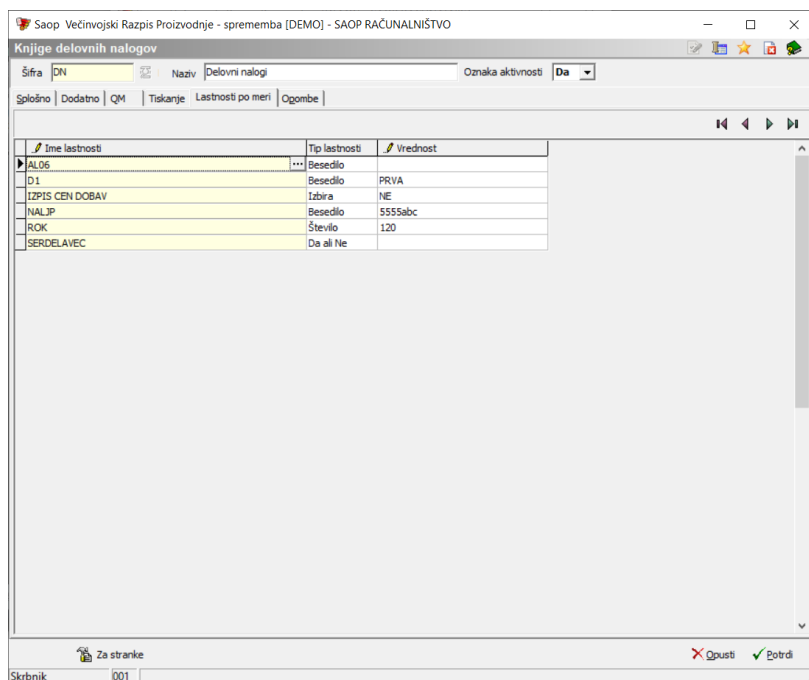 Saop Večinvojski Razpis Proizvodnje - sprememba [DEMO] - SAOP RAČUNALNIŠTVO
Knjige delovnih nalogov
Šifra DN Naziv Delovni nalogi Oznaka aktivnosti Da
Splošno Dodatno QM Tiskanje Lastnosti po meri Opombe
Ime lastnosti Tip lastnosti Vrednost
AL06 ... Besedilo
D1 Besedilo PRVA
IZPIS CEN DOBAV Izbira NE
NALJP Besedilo 5555abc
ROK Število 120
SERDELAVEC Da ali Ne
Za stranke Opusti Potrdi
Skrbnik 001